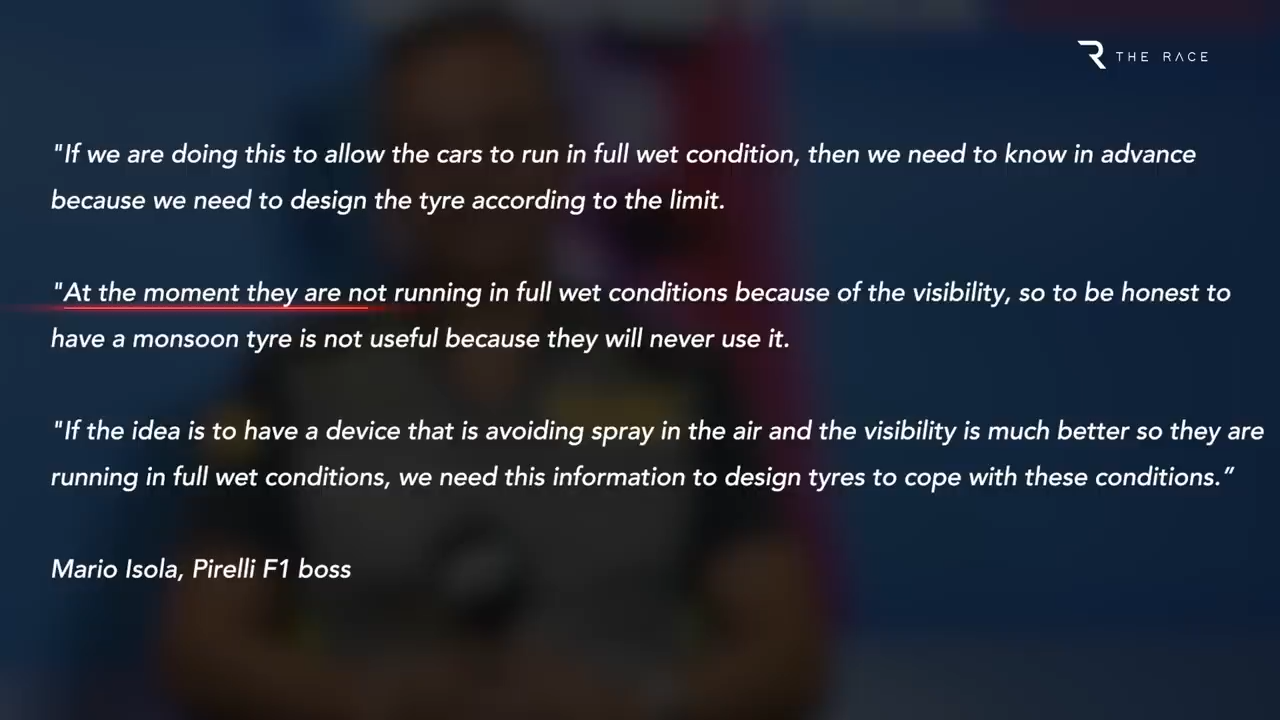 THE RACE
"If we are doing this to allow the cars to run in full wet condition, then we need to know in advance
because we need to design the tyre according to the limit.
"At the moment they are not running in full wet conditions because of the visibility, so to be honest to
have a monsoon tyre is not useful because they will never use it.
"If the idea is to have a device that is avoiding spray in the air and the visibility is much better so they are
running in full wet conditions, we need this information to design tyres to cope with these conditions.”
Mario Isola, Pirelli F1 boss